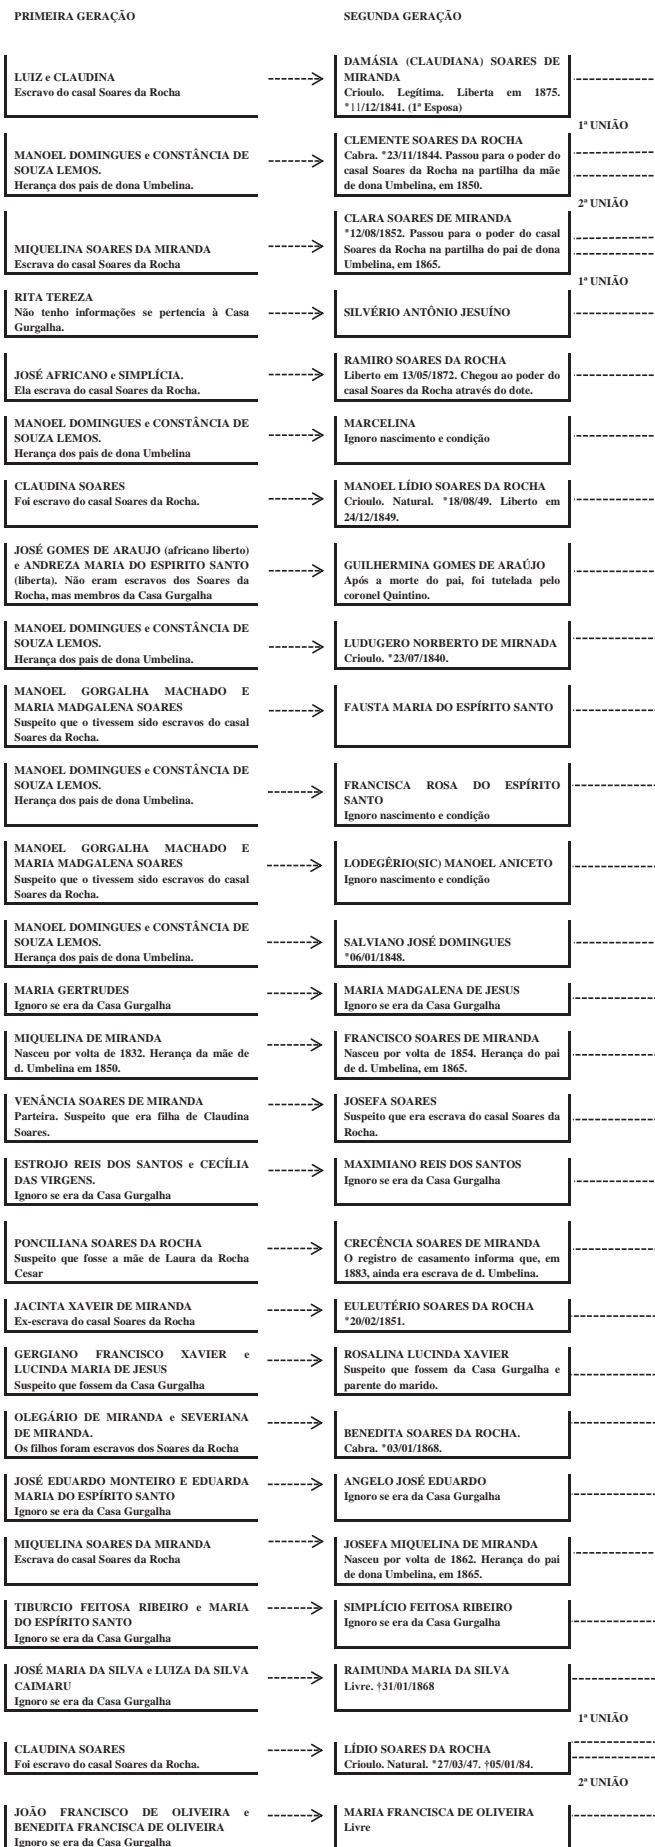 PRIMEIRA GERAÇÃO
SEGUNDA GERAÇÃO
LUIZ e CLAUDINA
Escravo do casal Soares da Rocha
DAMÁSIA (CLAUDIANA) SOARES DE
MIRANDA
Crioulo. Legítima. Liberta em 1875.
*11/12/1841. (1ª Esposa)
1ª UNIÃO
MANOEL DOMINGUES e CONSTÂNCIA DE
SOUZA LEMOS.
Herança dos pais de dona Umbelina.
CLEMENTE SOARES DA ROCHA
Cabra. *23/11/1844. Passou para o poder do
casal Soares da Rocha na partilha da mãe
de dona Umbelina, em 1850.
2ª UNIÃO
MIQUELINA SOARES DA MIRANDA
Escrava do casal Soares da Rocha
CLARA SOARES DE MIRANDA
*12/08/1852. Passou para o poder do casal
Soares da Rocha na partilha do pai de dona
Umbelina, em 1865.
1ª UNIÃO
RITA TEREZA
Não tenho informações se pertencia à Casa
Gurgalha.
SILVÉRIO ANTÔNIO JESUÍNO
JOSÉ AFRICANO e SIMPLÍCIA.
Ela escrava do casal Soares da Rocha.
RAMIRO SOARES DA ROCHA
Liberto em 13/05/1872. Chegou ao poder do
casal Soares da Rocha através do dote.
MANOEL DOMINGUES e CONSTÂNCIA DE
SOUZA LEMOS.
Herança dos pais de dona Umbelina
MARCELINA
Ignoro nascimento e condição
CLAUDINA SOARES
Foi escravo do casal Soares da Rocha.
MANOEL LÍDIO SOARES DA ROCHA
Crioulo. Natural. *18/08/49. Liberto em
24/12/1849.
JOSÉ GOMES DE ARAUJO (africano liberto)
e ANDREZA MARIA DO ESPIRITO SANTO
(liberta). Não eram escravos dos Soares da
Rocha, mas membros da Casa Gurgalha
GUILHERMINA GOMES DE ARAÚJO
Após a morte do pai, foi tutelada pelo
coronel Quintino.
MANOEL DOMINGUES e CONSTÂNCIA DE
SOUZA LEMOS.
Herança dos pais de dona Umbelina.
LUDUGERO NORBERTO DE MIRNADA
Crioulo. *23/07/1840.
MANOEL GORGALHA MACHADO E
MARIA MADGALENA SOARES
Suspeito que o tivessem sido escravos do casal
Soares da Rocha.
FAUSTA MARIA DO ESPÍRITO SANTO
MANOEL DOMINGUES e CONSTÂNCIA DE
SOUZA LEMOS.
Herança dos pais de dona Umbelina.
FRANCISCA ROSA DO ESPÍRITO
SANTO
Ignoro nascimento e condição
MANOEL GORGALHA MACHADO E
MARIA MADGALENA SOARES
Suspeito que o tivessem sido escravos do casal
Soares da Rocha.
LODEGÊRIO(SIC) MANOEL ANICETO
Ignoro nascimento e condição
MANOEL DOMINGUES e CONSTÂNCIA DE
SOUZA LEMOS.
Herança dos pais de dona Umbelina.
SALVIANO JOSÉ DOMINGUES
*06/01/1848.
MARIA GERTRUDES
Ignoro se era da Casa Gurgalha
MARIA MADGALENA DE JESUS
Ignoro se era da Casa Gurgalha
MIQUELINA DE MIRANDA
Nasceu por volta de 1832. Herança da mãe de
d. Umbelina em 1850.
FRANCISCO SOARES DE MIRANDA
Nasceu por volta de 1854. Herança do pai
de d. Umbelina, em 1865.
VENÂNCIA SOARES DE MIRANDA
Parteira. Suspeito que era filha de Claudina
Soares.
JOSEFA SOARES
Suspeito que era escrava do casal Soares da
Rocha.
ESTROJO REIS DOS SANTOS e CECÍLIA
DAS VIRGENS.
Ignoro se era da Casa Gurgalha
MAXIMIANO REIS DOS SANTOS
Ignoro se era da Casa Gurgalha
PONCILIANA SOARES DA ROCHA
Suspeito que fosse a mãe de Laura da Rocha
Cesar
CRECÊNCIA SOARES DE MIRANDA
O registro de casamento informa que, em
1883, ainda era escrava de d. Umbelina.
JACINTA XAVEIR DE MIRANDA
Ex-escrava do casal Soares da Rocha
EULEUTÉRIO SOARES DA ROCHA
*20/02/1851.
GERGIANO FRANCISCO XAVIER e
LUCINDA MARIA DE JESUS
Suspeito que fossem da Casa Gurgalha
ROSALINA LUCINDA XAVIER
Suspeito que fossem da Casa Gurgalha e
parente do marido.
OLEGÁRIO DE MIRANDA e SEVERIANA
DE MIRANDA.
Os filhos foram escravos dos Soares da Rocha
BENEDITA SOARES DA ROCHA.
Cabra. *03/01/1868.
JOSÉ EDUARDO MONTEIRO E EDUARDA
MARIA DO ESPÍRITO SANTO
Ignoro se era da Casa Gurgalha
ANGELO JOSÉ EDUARDO
Ignoro se era da Casa Gurgalha
MIQUELINA SOARES DA MIRANDA
Escrava do casal Soares da Rocha
JOSEFA MIQUELINA DE MIRANDA
Nasceu por volta de 1862. Herança do pai
de dona Umbelina, em 1865.
TIBURCIO FEITOSA RIBEIRO e MARIA
DO ESPÍRITO SANTO
Ignoro se era da Casa Gurgalha
SIMPLÍCIO FEITOSA RIBEIRO
Ignoro se era da Casa Gurgalha
JOSÉ MARIA DA SILVA e LUIZA DA SILVA
CAIMARU
Ignoro se era da Casa Gurgalha
RAIMUNDA MARIA DA SILVA
Livre. †31/01/1868
1ª UNIÃO
CLAUDINA SOARES
Foi escravo do casal Soares da Rocha.
LÍDIO SOARES DA ROCHA
Crioulo. Natural. *27/03/47. †05/01/84.
2ª UNIÃO
JOÃO FRANCISCO DE OLIVEIRA e
BENEDITA FRANCISCA DE OLIVEIRA
Ignoro se era da Casa Gurgalha
MARIA FRANCISCA DE OLIVEIRA
Livre